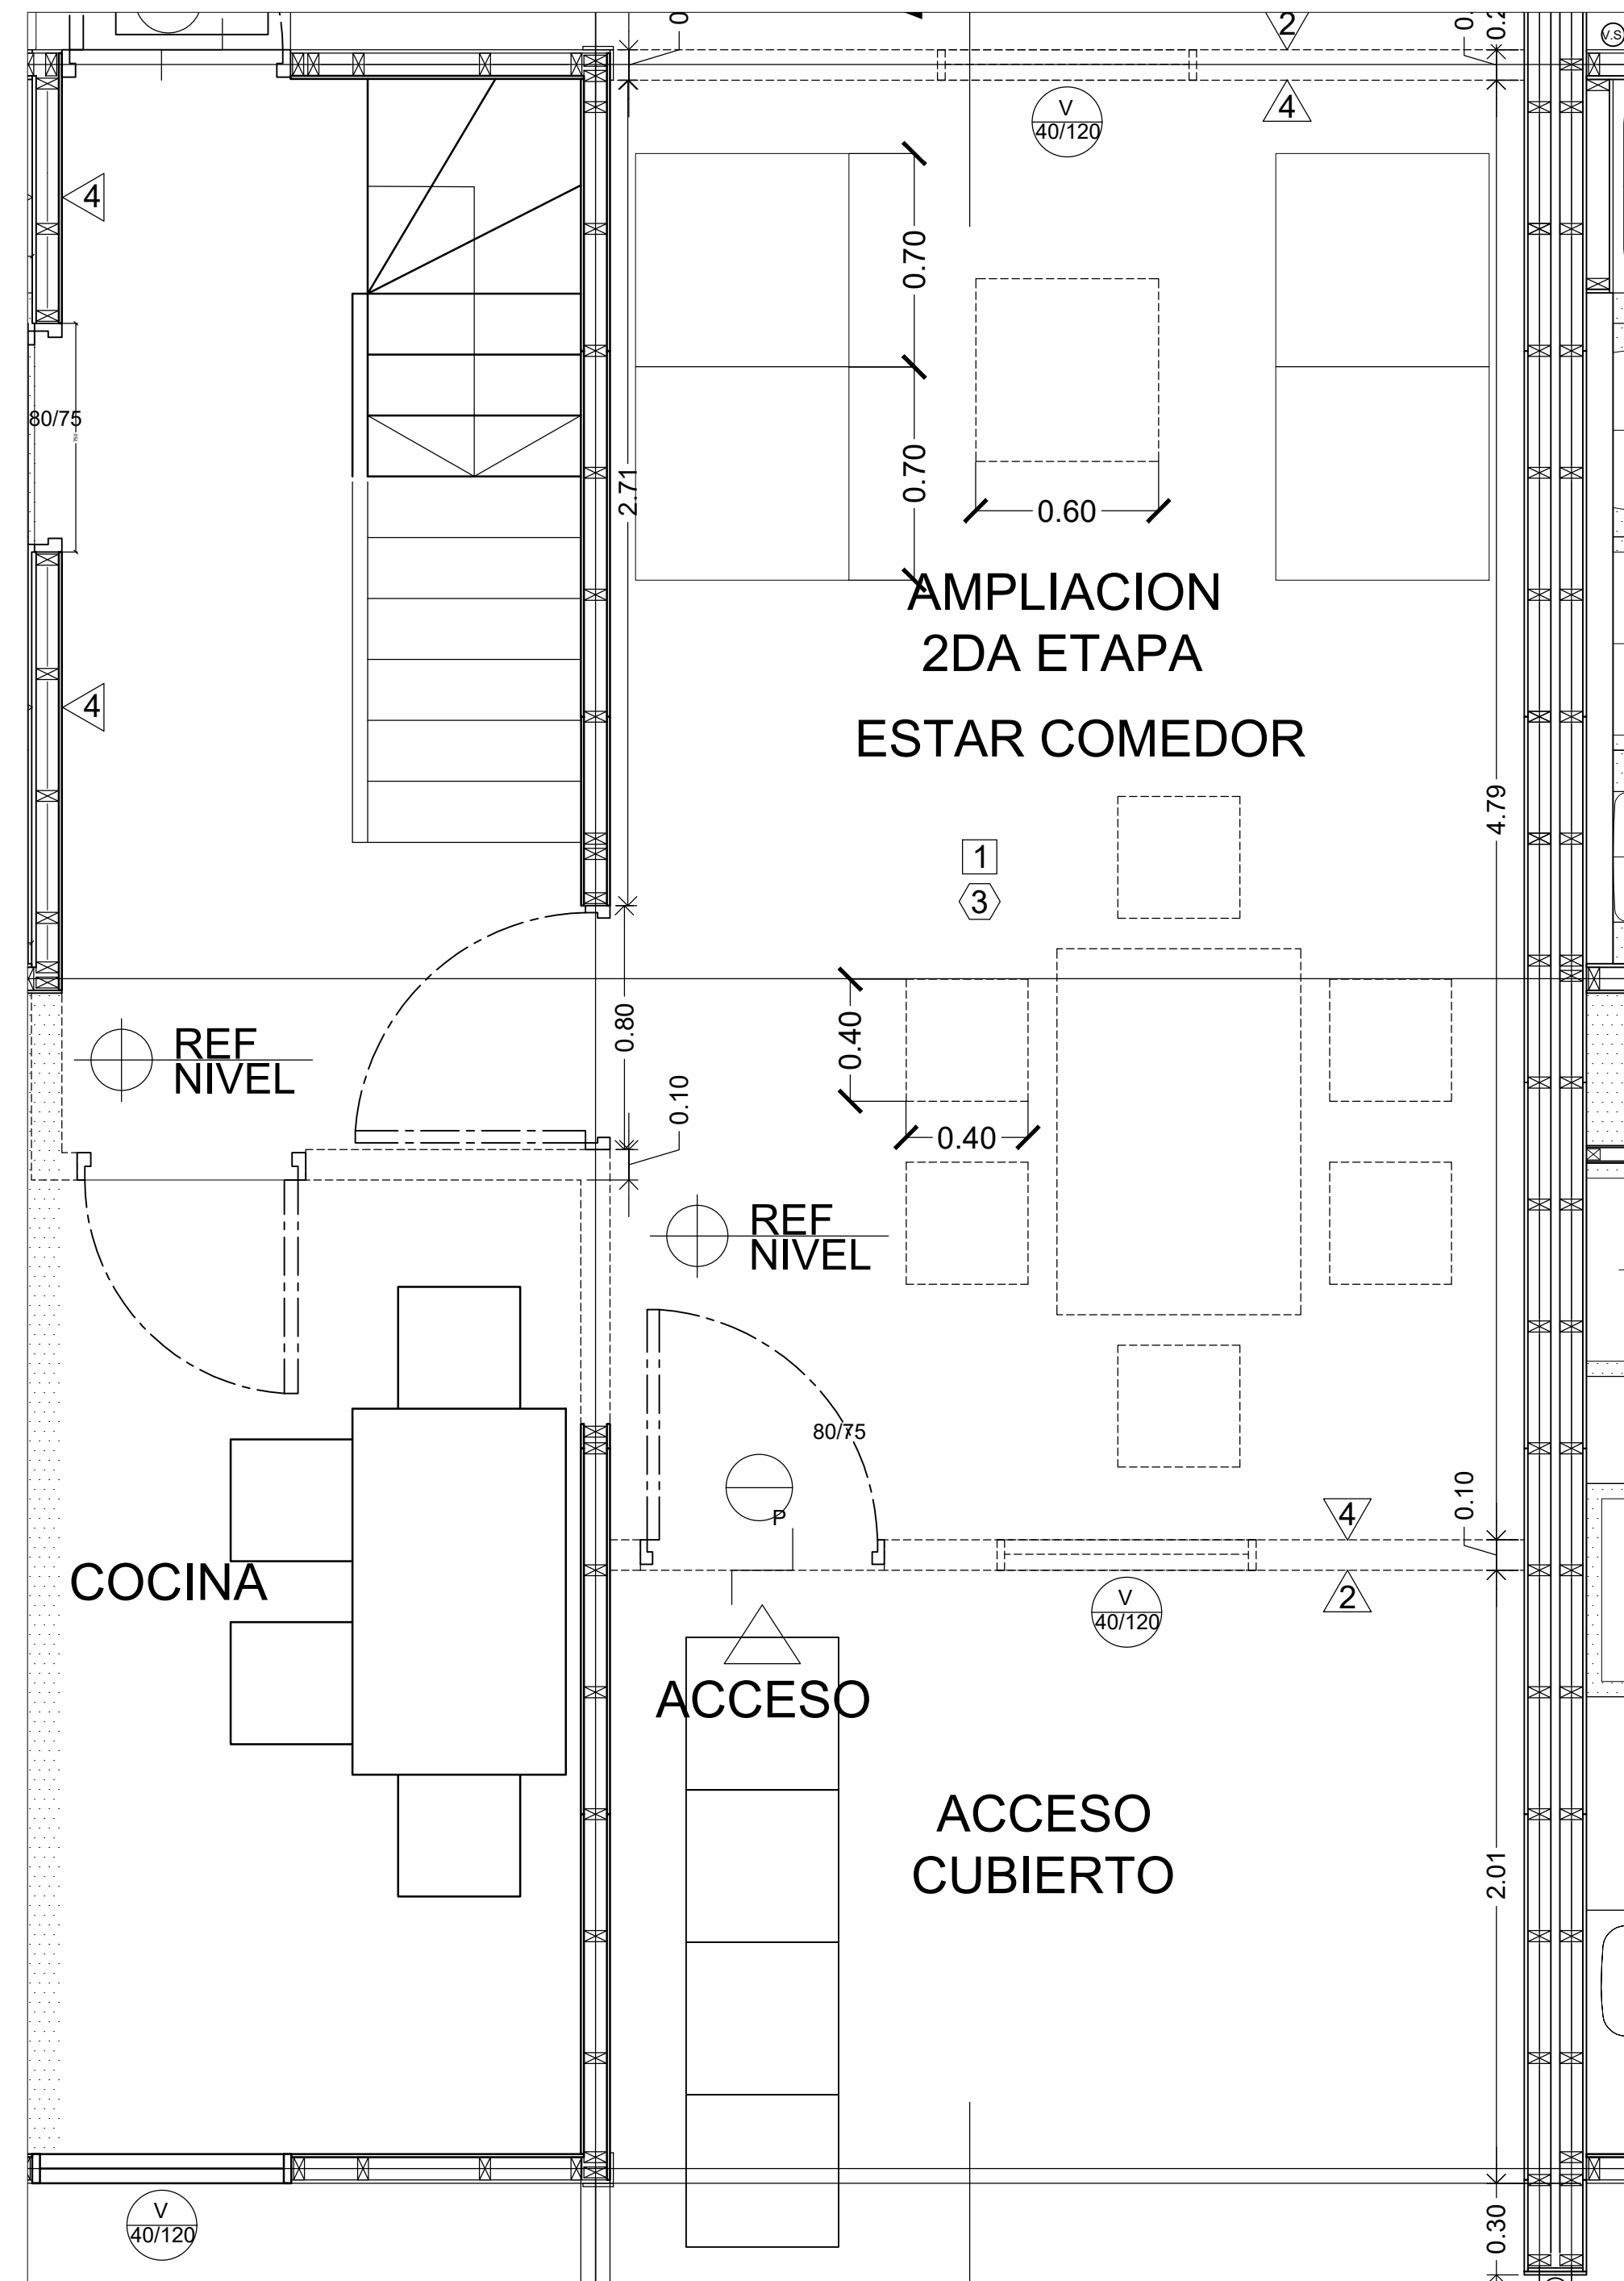 2
V.S
V
40/120
4
4
0.70
80/75
2.71
0.70
0.60
AMPLIACION
2DA ETAPA
4
ESTAR COMEDOR
4.79
1
3
REF
NIVEL
0.80
0.40
0.10
0.40
REF
NIVEL
80/75
P
4
0.10
COCINA
V
40/120
2
ACCESO
ACCESO
CUBIERTO
2.01
V
40/120
0.30